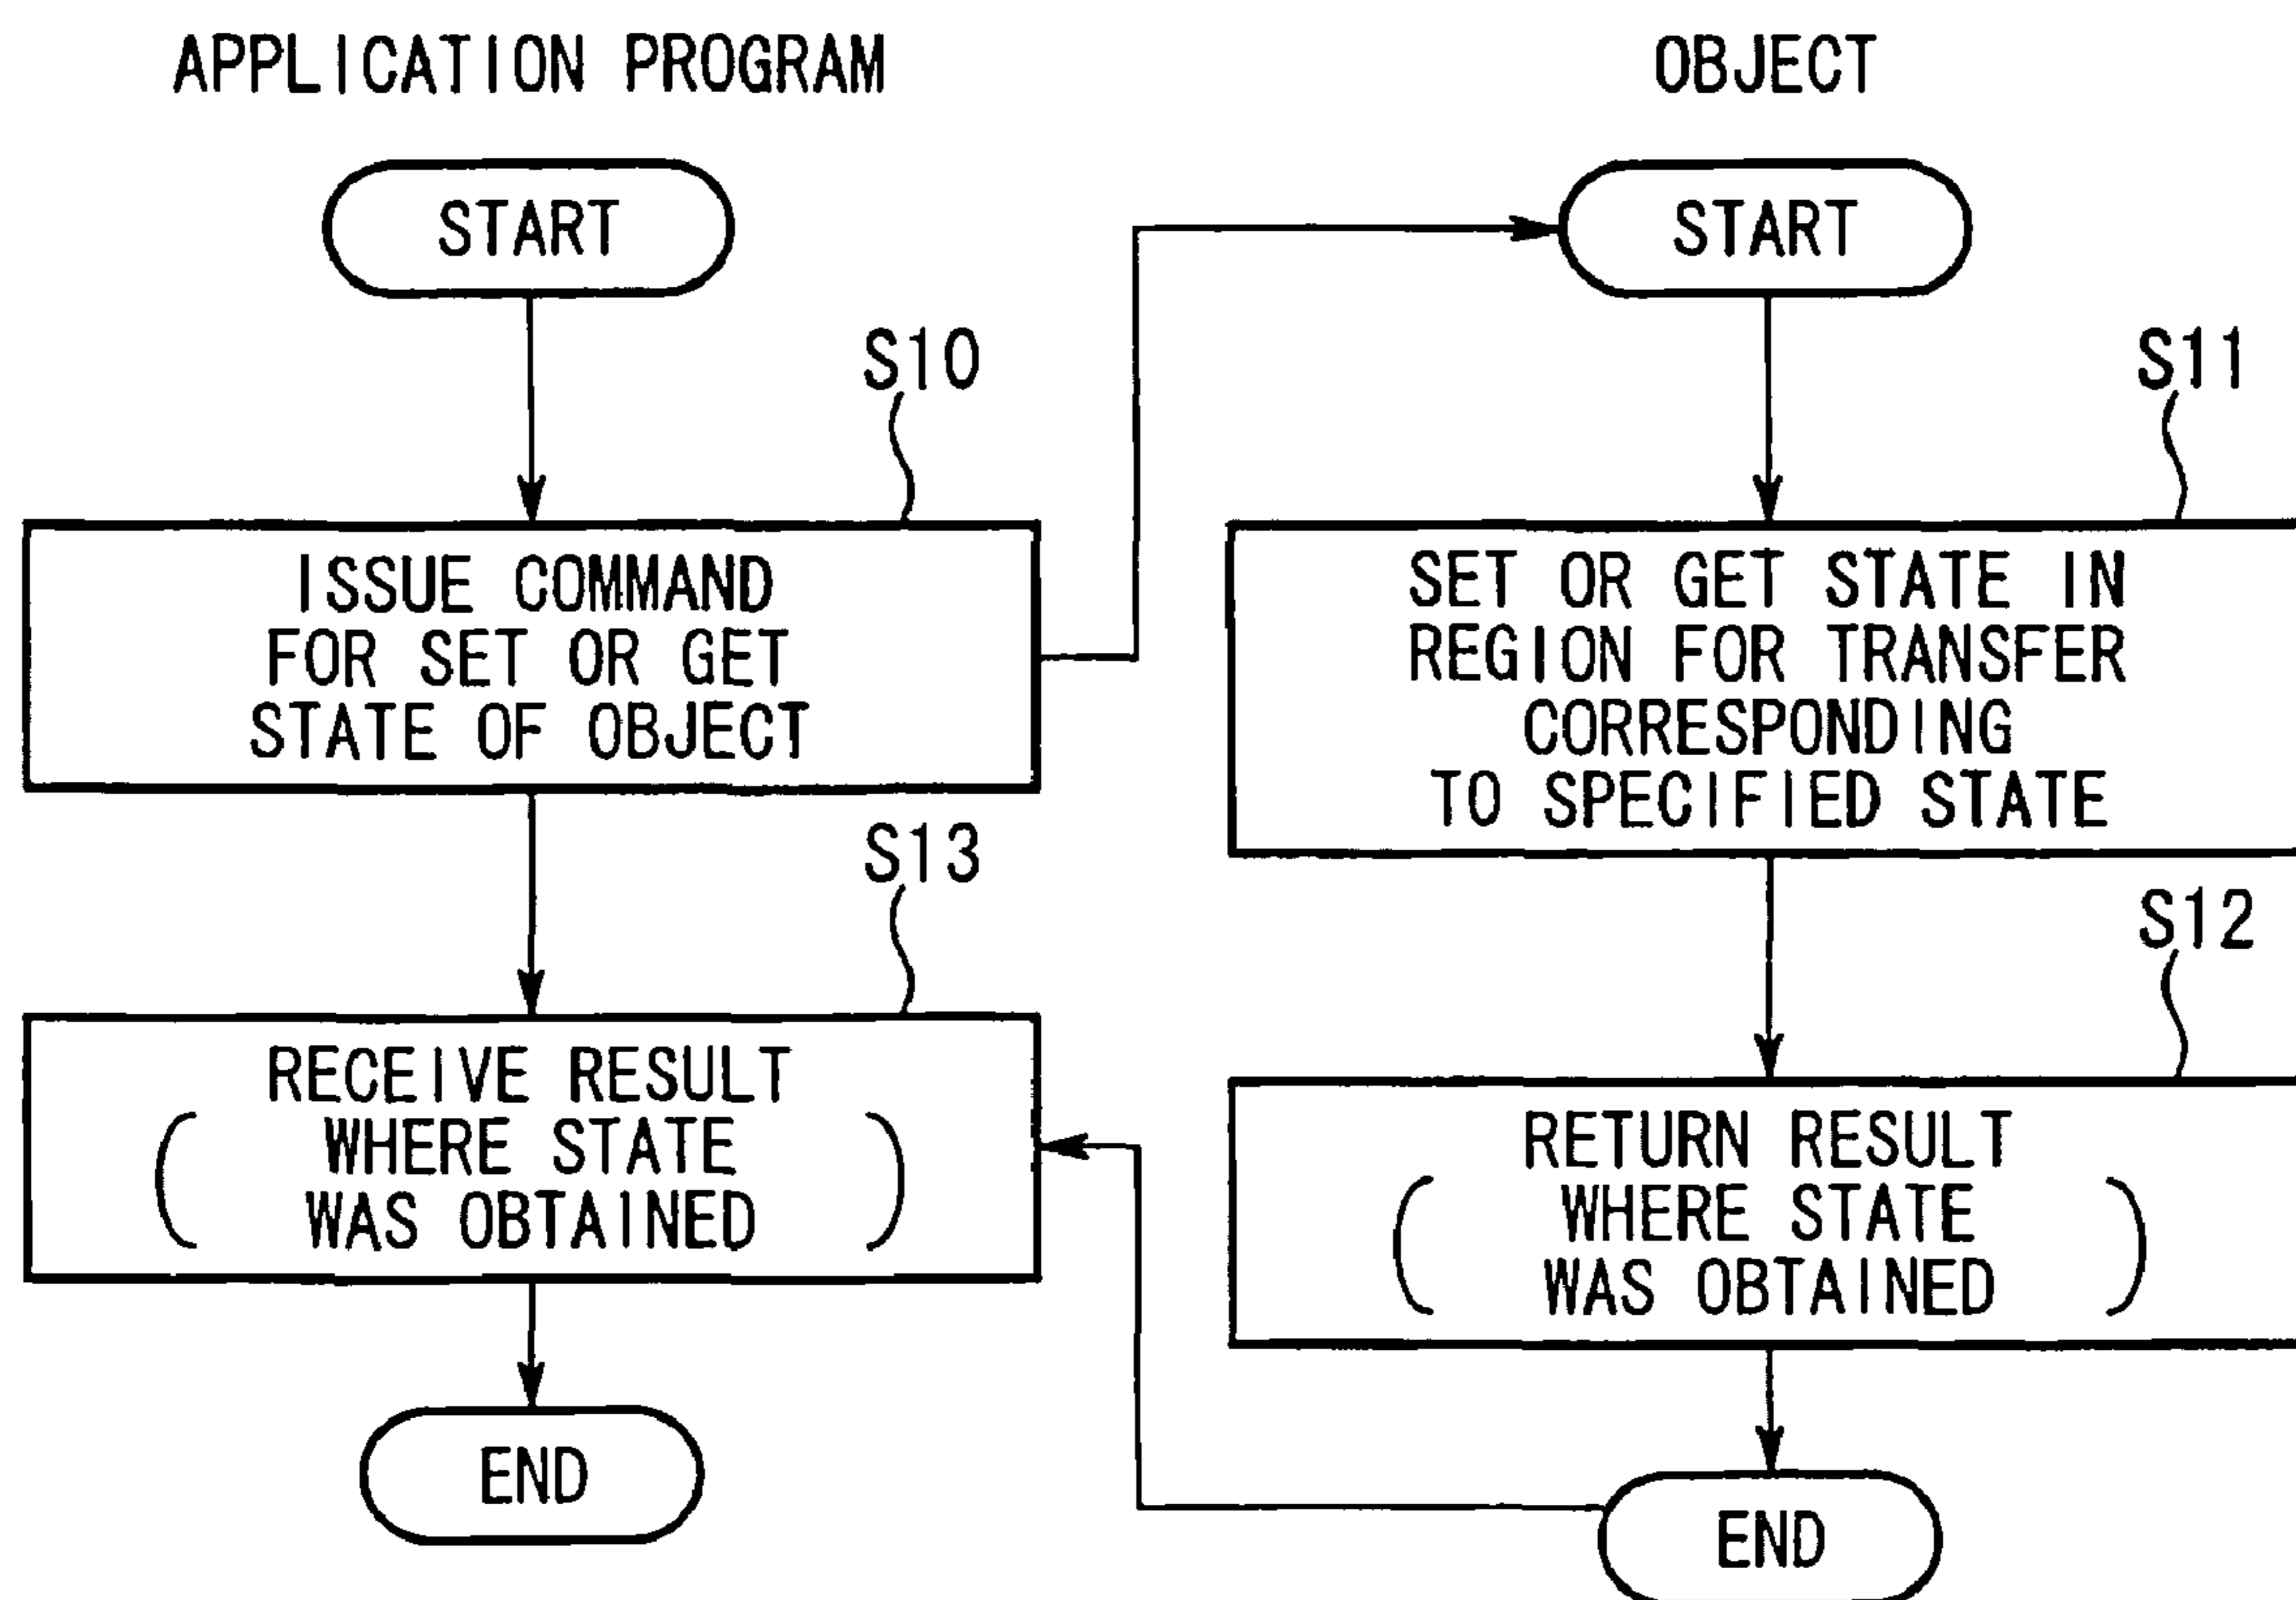 APPLICATION PROGRAM
START
S10
ISSUE COMMAND
FOR SET OR GET
STATE OF OBJECT
S13
RECEIVE RESULT
( WHERE STATE
WAS OBTAINED )
END
OBJECT
START
S11
SET OR GET STATE IN
REGION FOR TRANSFER
CORRESPONDING
TO SPECIFIED STATE
S12
RETURN RESULT
( WHERE STATE
WAS OBTAINED )
END